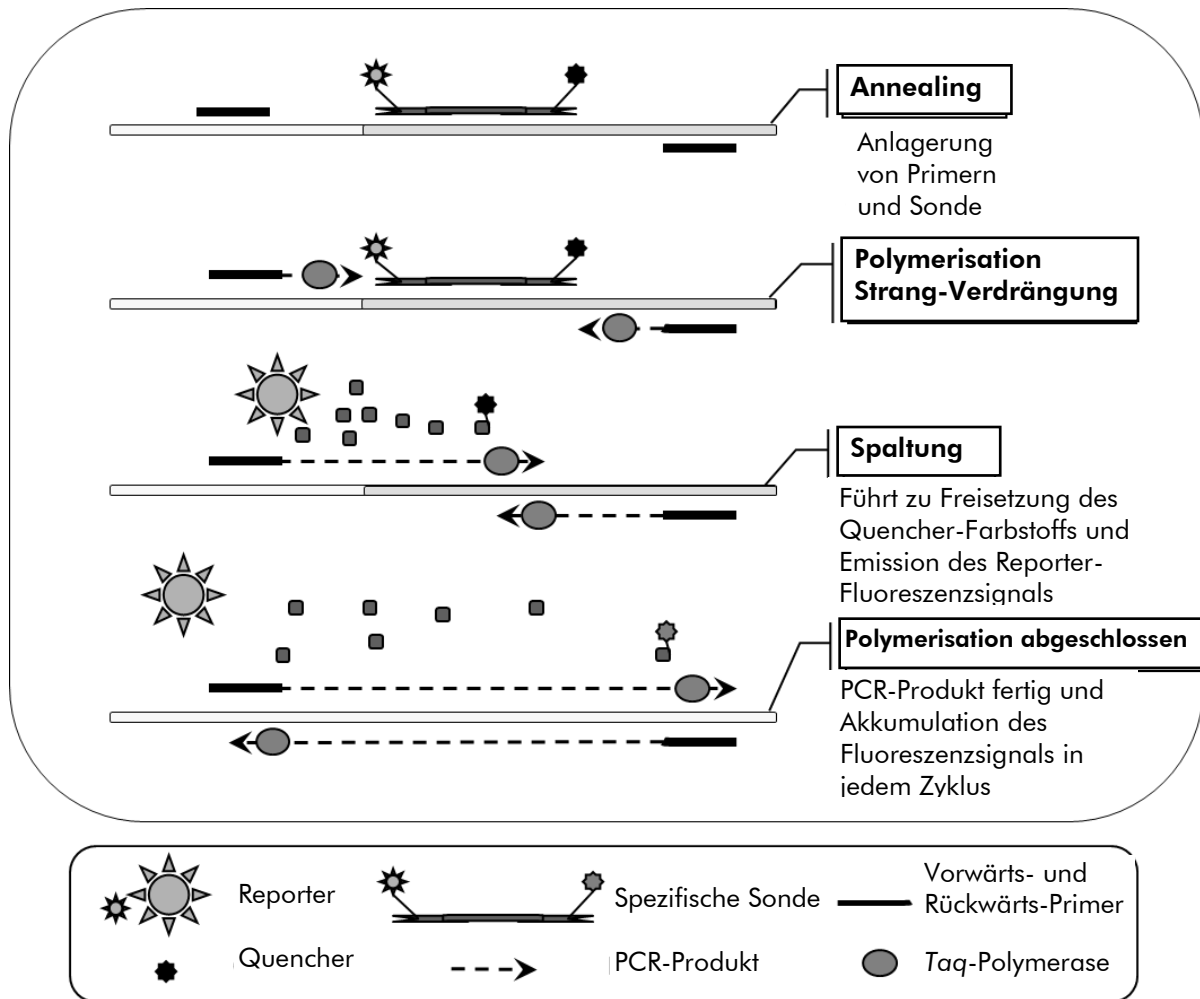 Annealing
Anlagerung
von Primern
und Sonde
Polymerisation
Strang-Verdrängung
Spaltung
Führt zu Freisetzung des
Quencher-Farbstoffs und
Emission des Reporter-
Fluoreszenzsignals
Polymerisation abgeschlossen
PCR-Produkt fertig und
Akkumulation des
Fluoreszenzsignals in
jedem Zyklus
Reporter
Spezifische Sonde
Vorwärts- und
Rückwärts-Primer
Quencher
PCR-Produkt
Taq-Polymerase